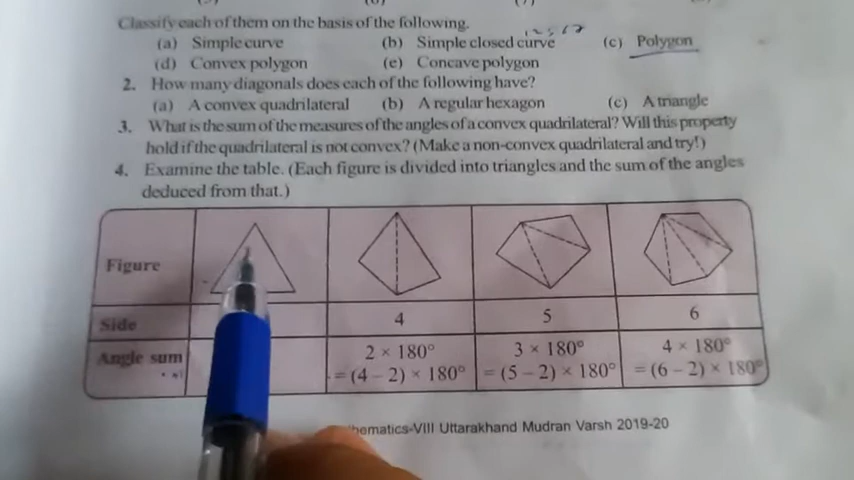 Classify each of them on the basis of the following.
(a) Simple curve (b) Simple closed curve (c) Polygon
(d) Convex polygon (e) Concave polygon
2. How many diagonals does each of the following have?
(a) A convex quadrilateral (b) A regular hexagon (c) A triangle
3. What is the sum of the measures of the angles of a convex quadrilateral? Will this property
hold if the quadrilateral is not convex? (Make a non-convex quadrilateral and try!)
4. Examine the table. (Each figure is divided into triangles and the sum of the angles
deduced from that.)
Figure
Side 4 5 6
Angle sum 2 × 180° 3 × 180° 4 × 180°
= (4 – 2) × 180° = (5 – 2) × 180° = (6 – 2) × 180°
Mudran Varsh 2019-20